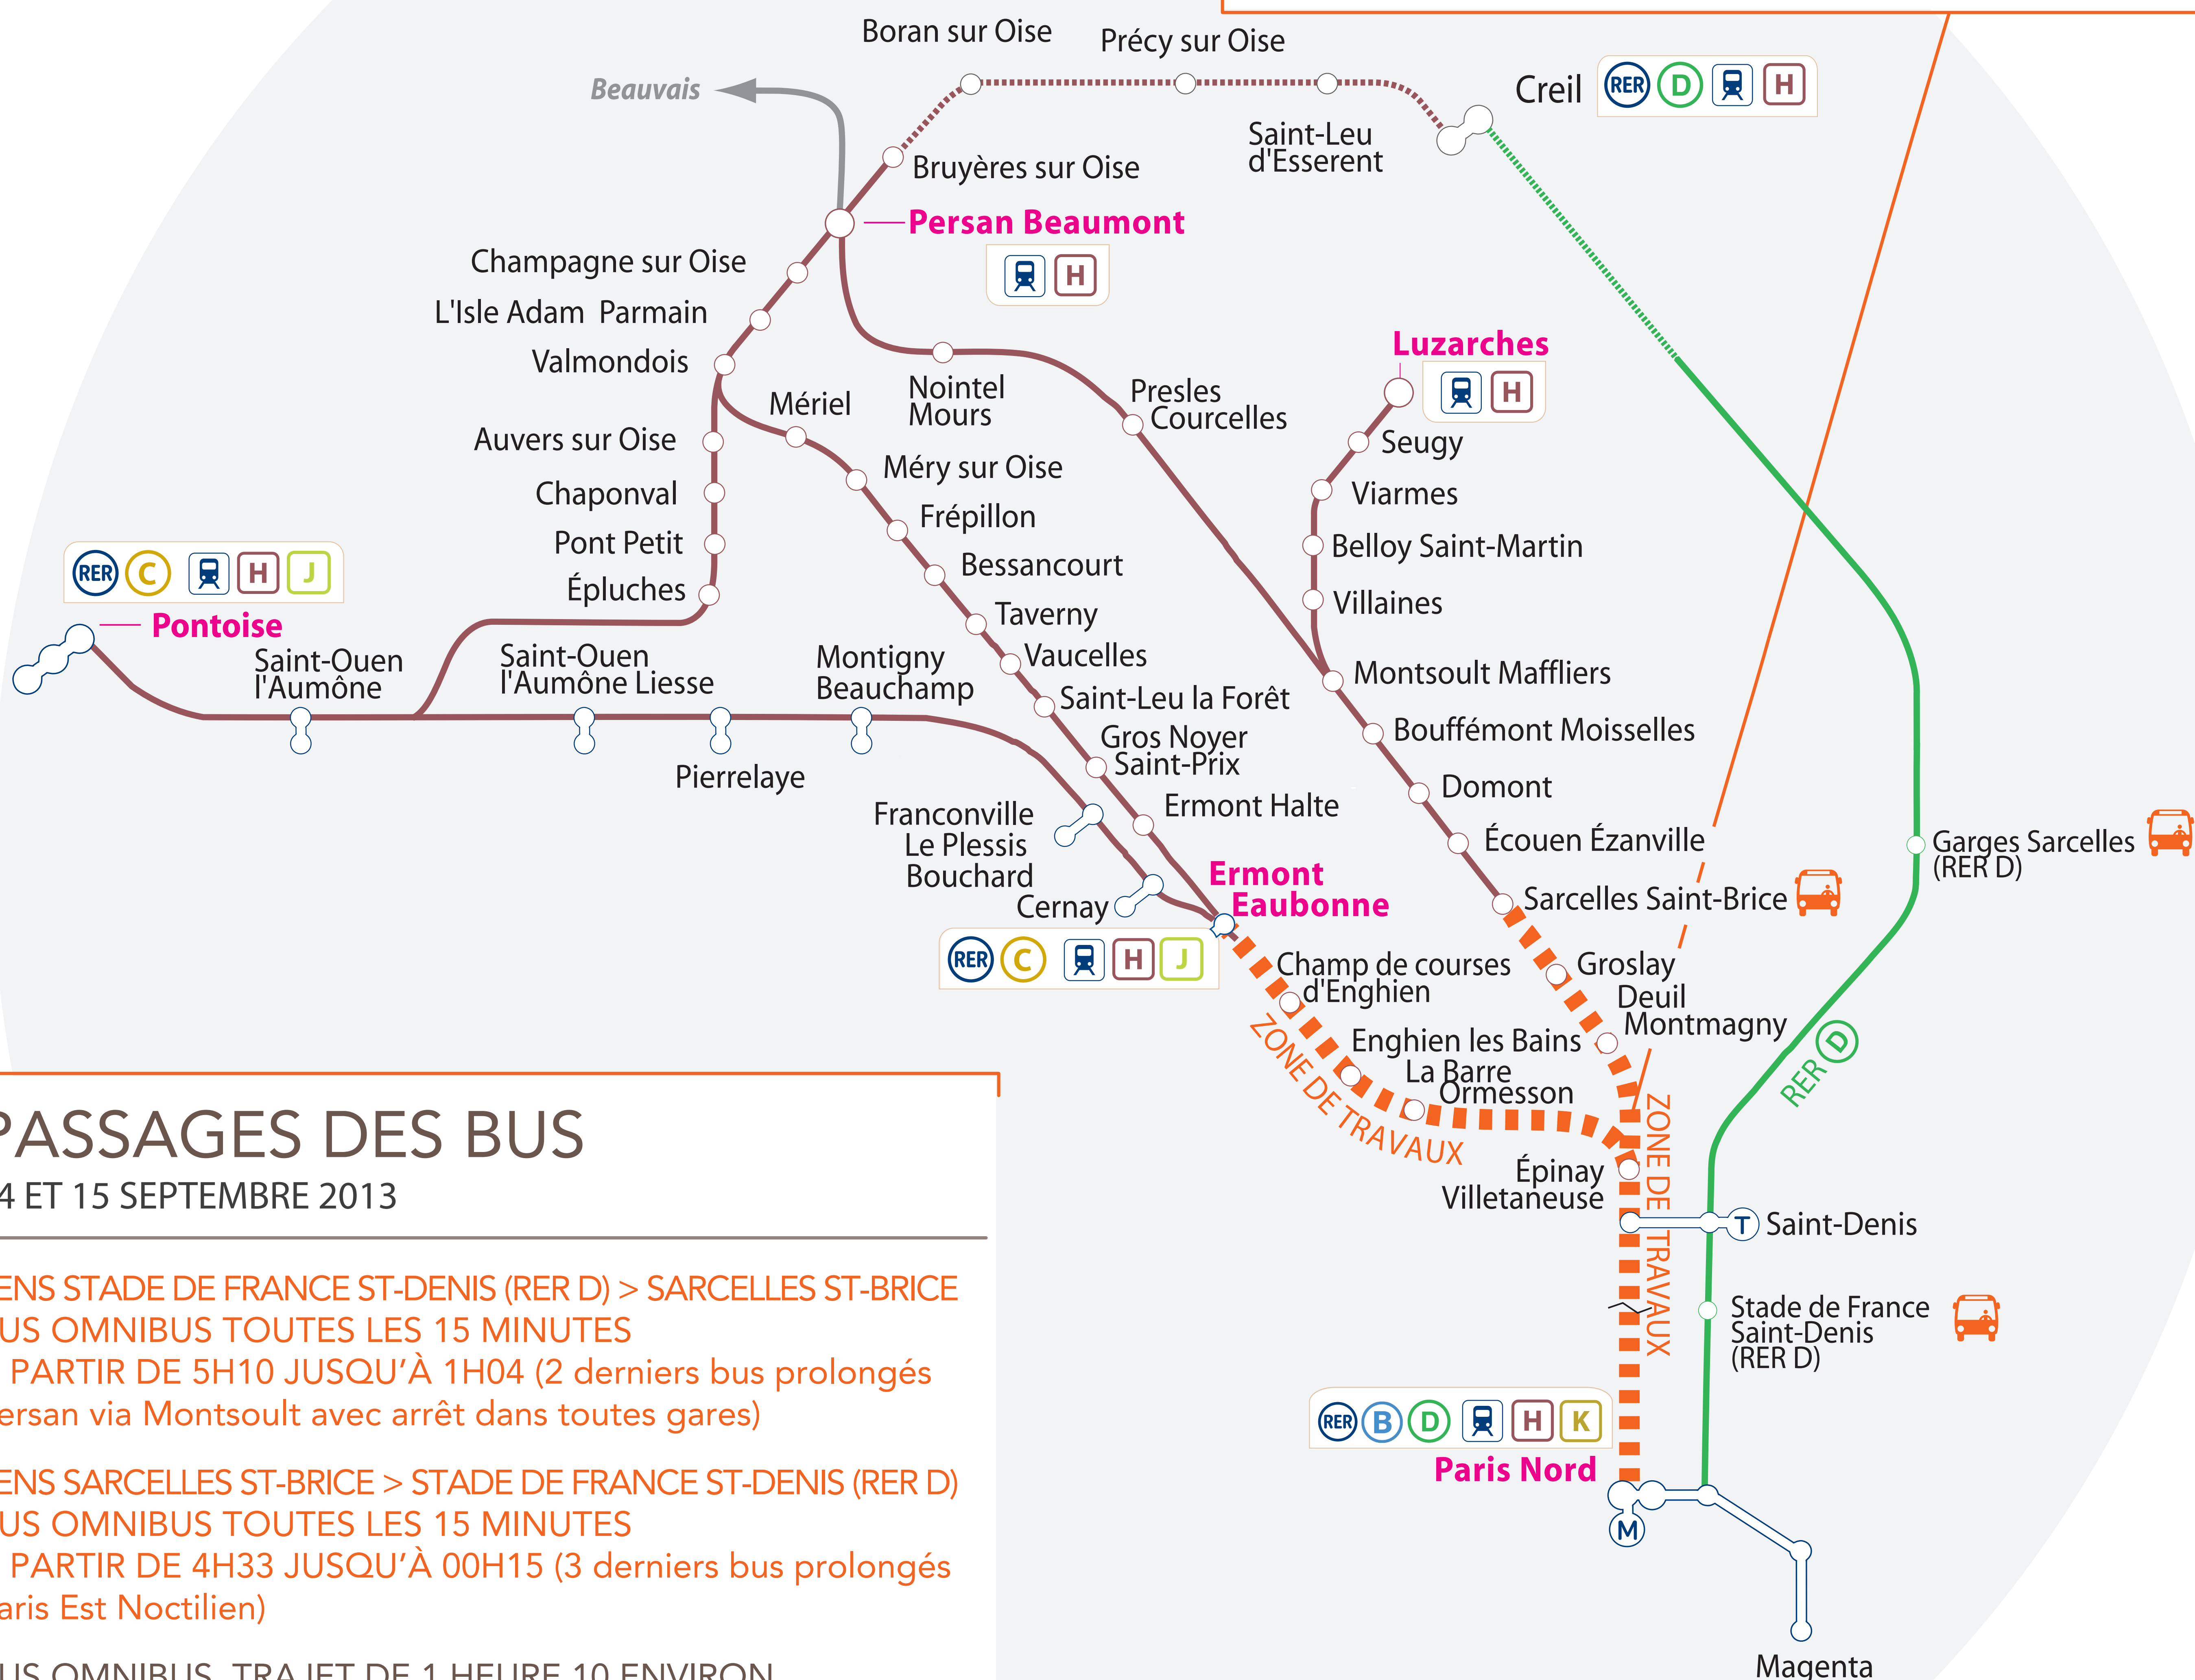 Boran sur Oise
Précy sur Oise
Beauvais
Creil
RER D H
Saint-Leu
d'Esserent
Bruyères sur Oise
Persan Beaumont
H
Champagne sur Oise
L'Isle Adam Parmain
Valmondois
Luzarches
H
Nointel
Mours
Presles
Courcelles
Mériel
Auvers sur Oise
Seugy
Méry sur Oise
Chaponval
Viarmes
Frépillon
Pont Petit
Belloy Saint-Martin
Bessancourt
Épluches
Villaines
RER C H J
Pontoise
Taverny
Saint-Ouen
l'Aumône
Saint-Ouen
l'Aumône Liesse
Montigny
Beauchamp
Vaucelles
Montsoult Maffliers
Saint-Leu la Forêt
Bouffémont Moisselles
Gros Noyer
Saint-Prix
Pierrelaye
Domont
Ermont Halte
Franconville
Le Plessis
Bouchard
Écouen Ézanville
Garges Sarcelles
(RER D)
Ermont
Eaubonne
Cernay
Sarcelles Saint-Brice
RER C H J
Champ de courses
d'Enghien
Groslay
Deuil
Montmagny
Enghien les Bains
La Barre
Ormesson
ZONE DE TRAVAUX
RER D
ZONE DE TRAVAUX
Épinay
Villetaneuse
T Saint-Denis
Stade de France
Saint-Denis
(RER D)
RER B D H K
Paris Nord
M
Magenta
PASSAGES DES BUS
4 ET 15 SEPTEMBRE 2013
ENS STADE DE FRANCE ST-DENIS (RER D) > SARCELLES ST-BRICE
US OMNIBUS TOUTES LES 15 MINUTES
PARTIR DE 5H10 JUSQU’À 1H04 (2 derniers bus prolongés
ersan via Montsoult avec arrêt dans toutes gares)
ENS SARCELLES ST-BRICE > STADE DE FRANCE ST-DENIS (RER D)
US OMNIBUS TOUTES LES 15 MINUTES
PARTIR DE 4H33 JUSQU’À 00H15 (3 derniers bus prolongés
aris Est Noctilien)
US OMNIBUS TRAJET DE 1 HEURE 10 ENVIRON